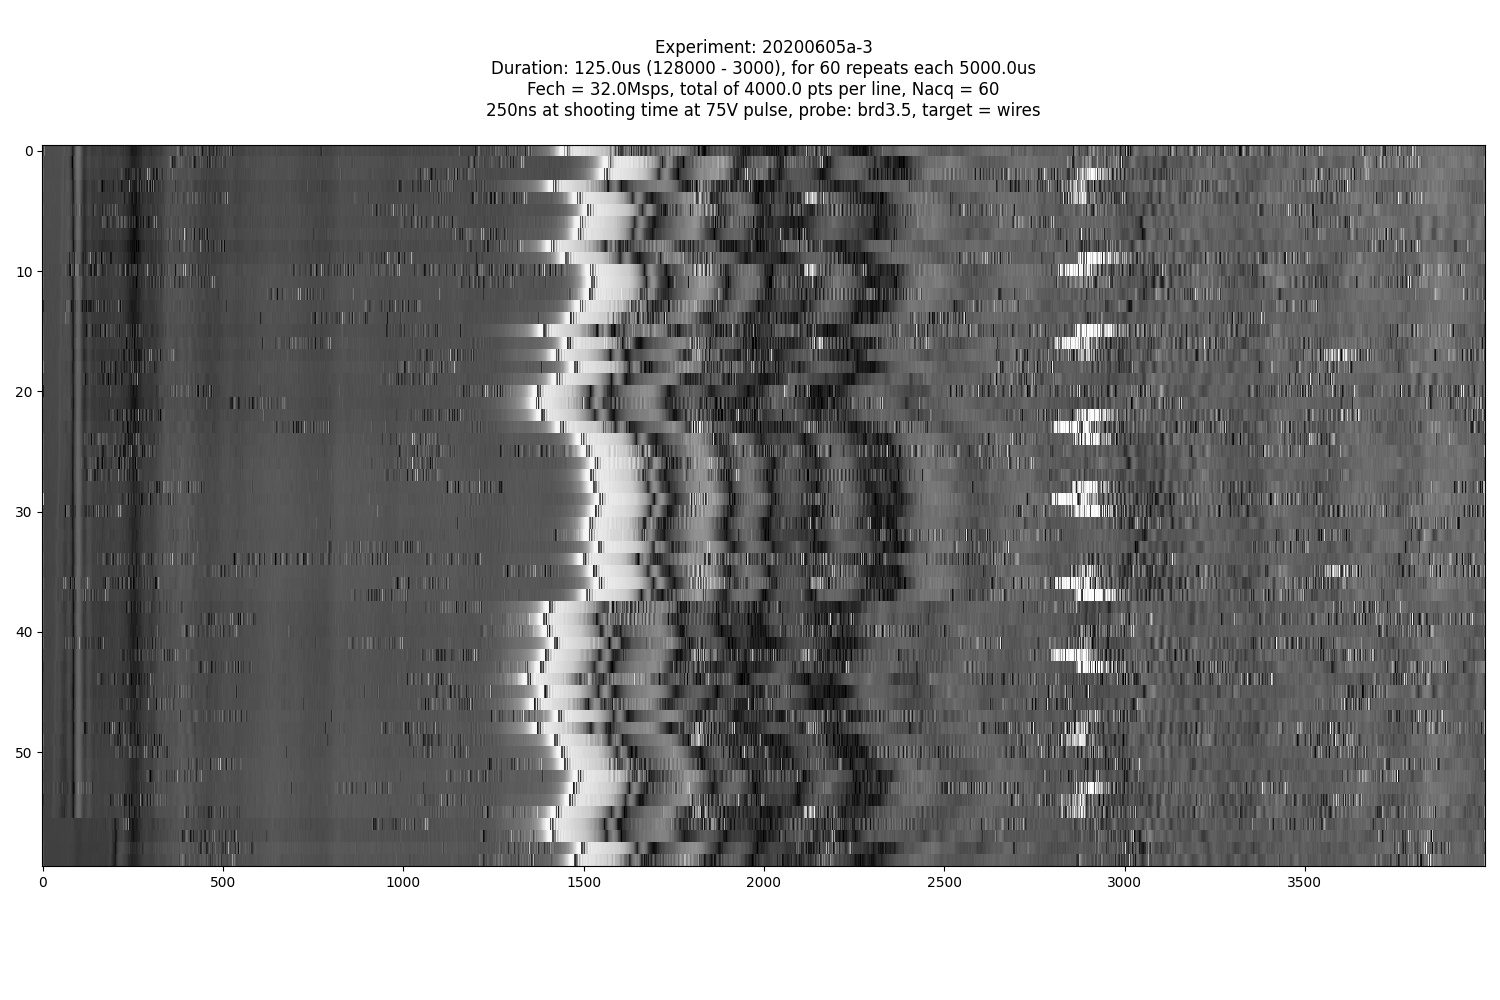 Experiment: 20200605a-3
Duration: 125.0us (128000 - 3000), for 60 repeats each 5000.0us
Fech = 32.0Msps, total of 4000.0 pts per line, Nacq = 60
250ns at shooting time at 75V pulse, probe: brd3.5, target = wires
0
10
20
30
40
50
0 500 1000 1500 2000 2500 3000 3500